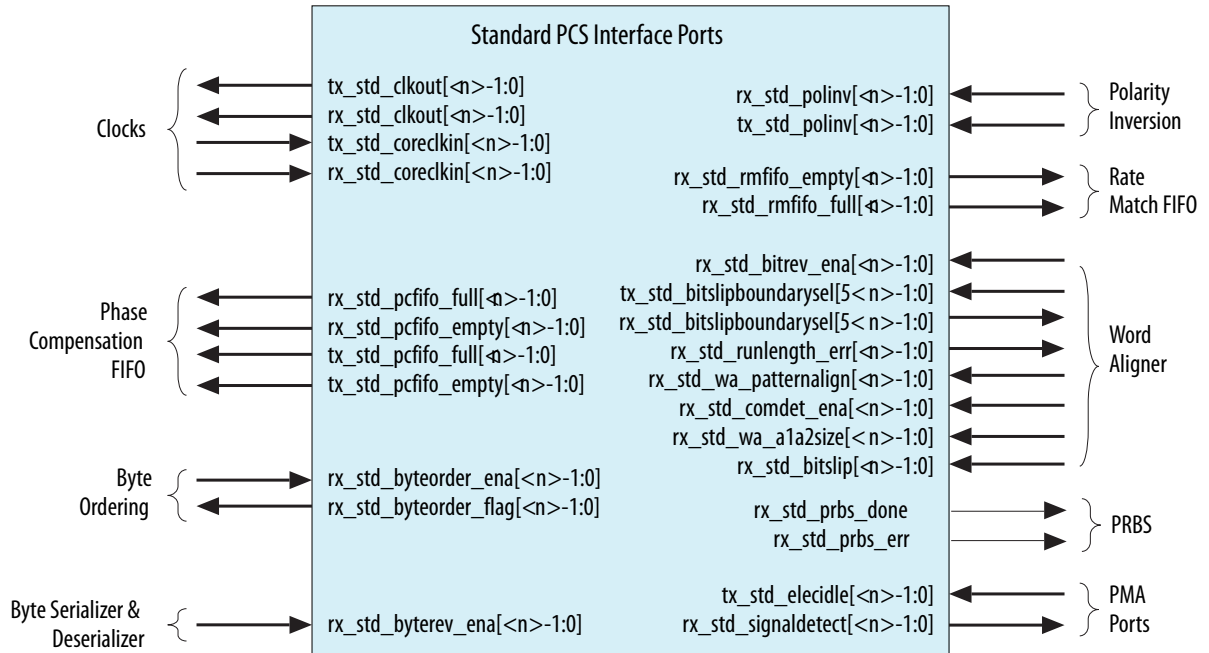 Standard PCS Interface Ports
Clocks
tx_std_clkout[<n>-1:0]
rx_std_clkout[<n>-1:0]
tx_std_coreclkin[<n>-1:0]
rx_std_coreclkin[<n>-1:0]
Phase
Compensation
FIFO
rx_std_pcfifo_full[<n>-1:0]
rx_std_pcfifo_empty[<n>-1:0]
tx_std_pcfifo_full[<n>-1:0]
tx_std_pcfifo_empty[<n>-1:0]
Byte
Ordering
rx_std_byteorder_ena[<n>-1:0]
rx_std_byteorder_flag[<n>-1:0]
Byte Serializer &
Deserializer
rx_std_byterev_ena[<n>-1:0]
rx_std_polinv[<n>-1:0]
tx_std_polinv[<n>-1:0]
Polarity
Inversion
rx_std_rmfifo_empty[<n>-1:0]
rx_std_rmfifo_full[<n>-1:0]
Rate
Match FIFO
rx_std_bitrev_ena[<n>-1:0]
tx_std_bitslipboundarysel[5<n>-1:0]
rx_std_bitslipboundarysel[5<n>-1:0]
rx_std_runlength_err[<n>-1:0]
rx_std_wa_patternalign[<n>-1:0]
rx_std_comdet_ena[<n>-1:0]
rx_std_wa_a1a2size[<n>-1:0]
rx_std_bitslip[<n>-1:0]
Word
Aligner
rx_std_prbs_done
rx_std_prbs_err
PRBS
tx_std_elecidle[<n>-1:0]
rx_std_signaldetect[<n>-1:0]
PMA
Ports